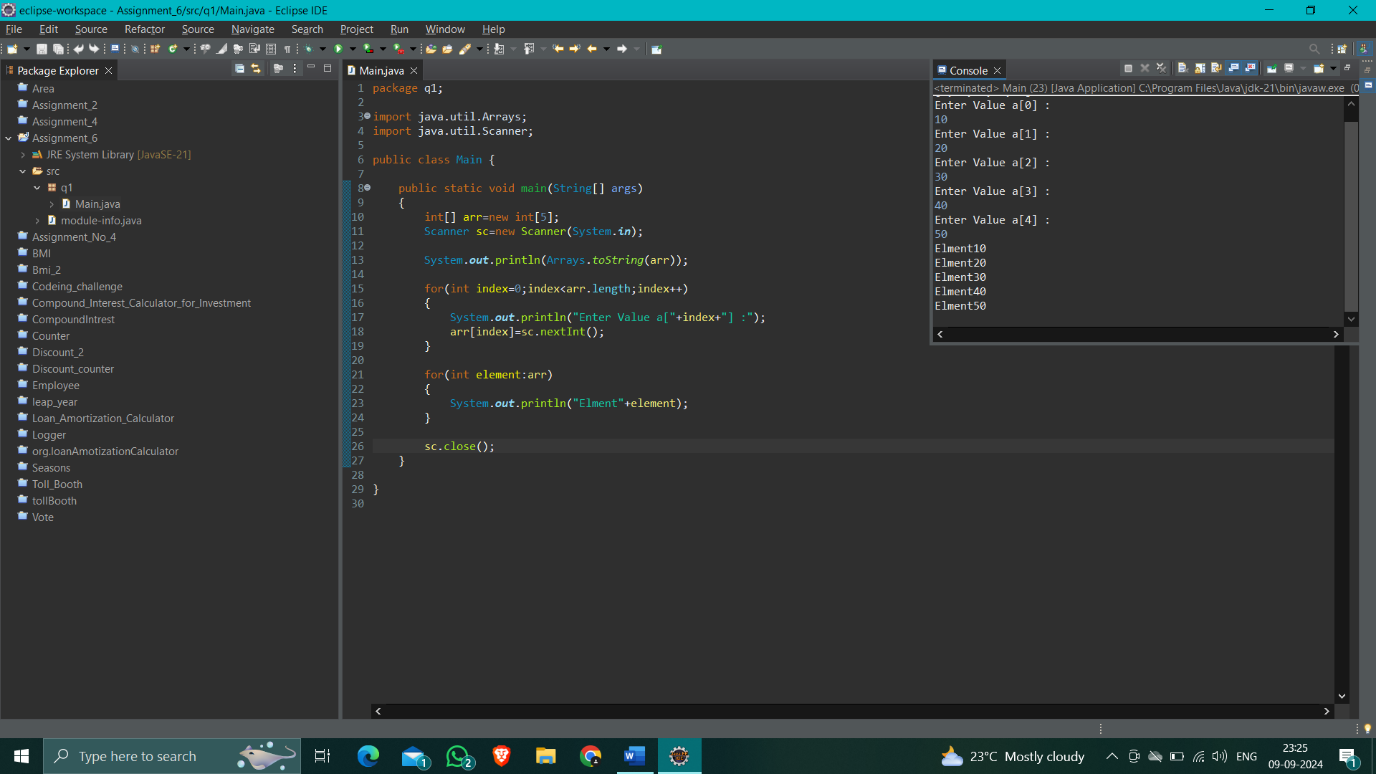 eclipse-workspace - Assignment_6/src/q1/Main.java - Eclipse IDE
File Edit Source Refactor Source Navigate Search Project Run Window Help
Package Explorer
Area
Assignment_2
Assignment_4
Assignment_6
JRE System Library [JavaSE-21]
src
q1
Main.java
module-info.java
Assignment_No_4
BMI
Bmi_2
Codeing_challenge
Compound_Interest_Calculator_for_Investment
CompoundIntrest
Counter
Discount_2
Discount_counter
Employee
leap_year
Loan_Amortization_Calculator
Logger
org.loanAmotizationCalculator
Seasons
Toll_Booth
tollBooth
Vote
Main.java
1 package q1;
2
3 import java.util.Arrays;
4 import java.util.Scanner;
5
6 public class Main {
7
8 public static void main(String[] args)
9 {
10 int[] arr=new int[5];
11 Scanner sc=new Scanner(System.in);
12
13 System.out.println(Arrays.toString(arr));
14
15 for(int index=0;index<arr.length;index++)
16 {
17 System.out.println("Enter Value a["+index+"] :");
18 arr[index]=sc.nextInt();
19 }
20
21 for(int element:arr)
22 {
23 System.out.println("Elment"+element);
24 }
25
26 sc.close();
27 }
28
29 }
30
Console
<terminated> Main (23) [Java Application] C:\Program Files\Java\jdk-21\bin\javaw.exe (0
Enter Value a[0] :
10
Enter Value a[1] :
20
Enter Value a[2] :
30
Enter Value a[3] :
40
Enter Value a[4] :
50
Elment10
Elment20
Elment30
Elment40
Elment50
Type here to search
1
2
23°C Mostly cloudy
ENG
23:25
09-09-2024
1